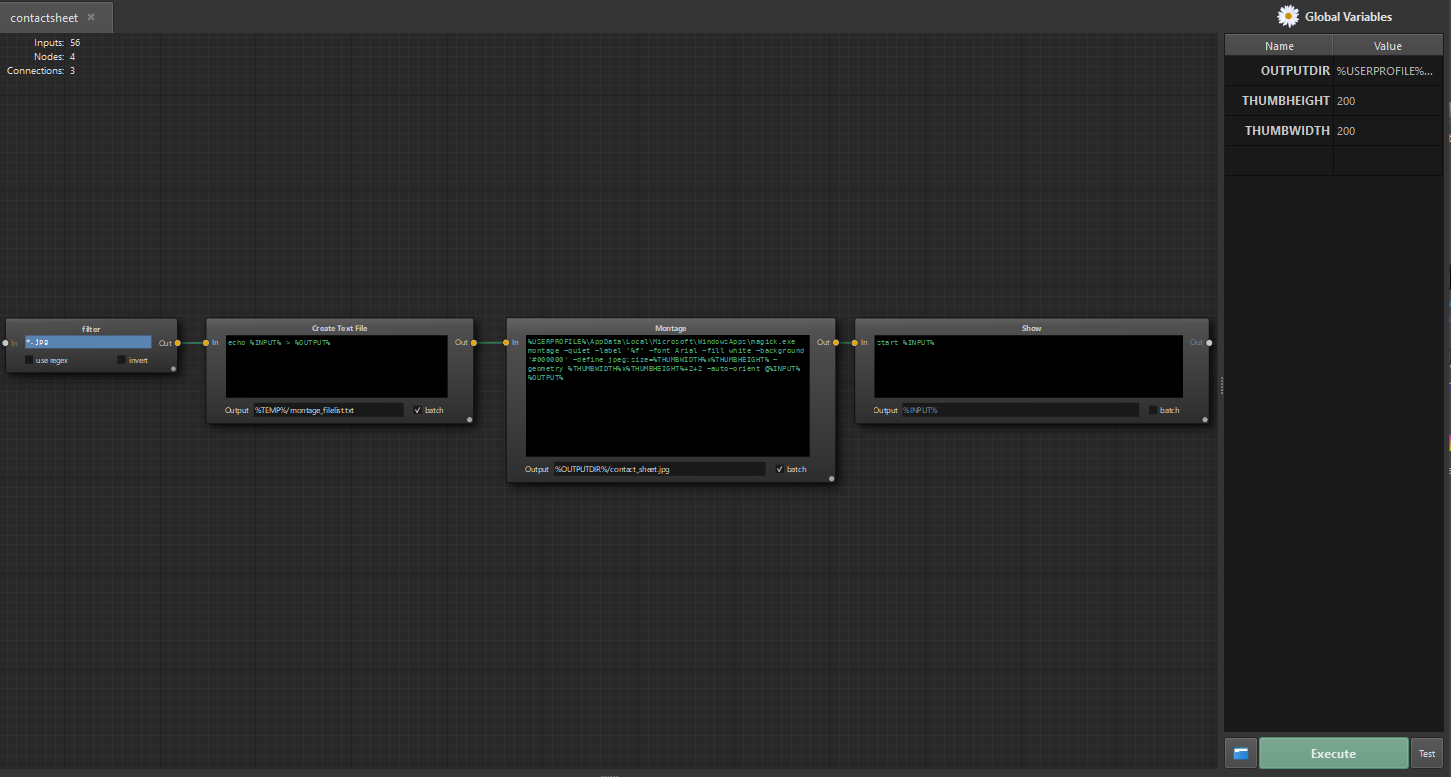 contactsheet ×
Inputs: 56
Nodes: 4
Connections: 3
filter
In *.jpg Out
use regex invert
Create Text File
In echo %INPUT% > %OUTPUT% Out
Output %TEMP%/montage_filelist.txt batch
Montage
In %USERPROFILE%\AppData\Local\Microsoft\WindowsApps\magick.exe Out
montage -quiet -label '%f' -font Arial -fill white -background
'#000000' -define jpeg:size=%THUMBWIDTH%x%THUMBHEIGHT% -
geometry %THUMBWIDTH%x%THUMBHEIGHT%+2+2 -auto-orient @%INPUT%
%OUTPUT%
Output %OUTPUTDIR%/contact_sheet.jpg batch
Show
In start %INPUT% Out
Output %INPUT% batch
Global Variables
Name Value
OUTPUTDIR %USERPROFILE%...
THUMBHEIGHT 200
THUMBWIDTH 200
Execute Test